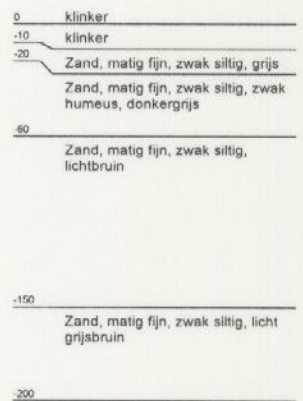 0 klinker
-10 klinker
-20 Zand, matig fijn, zwak siltig, grijs
Zand, matig fijn, zwak siltig, zwak
humeus, donkergrijs
-60
Zand, matig fijn, zwak siltig,
lichtbruin
-150
Zand, matig fijn, zwak siltig, licht
grijsbruin
-200